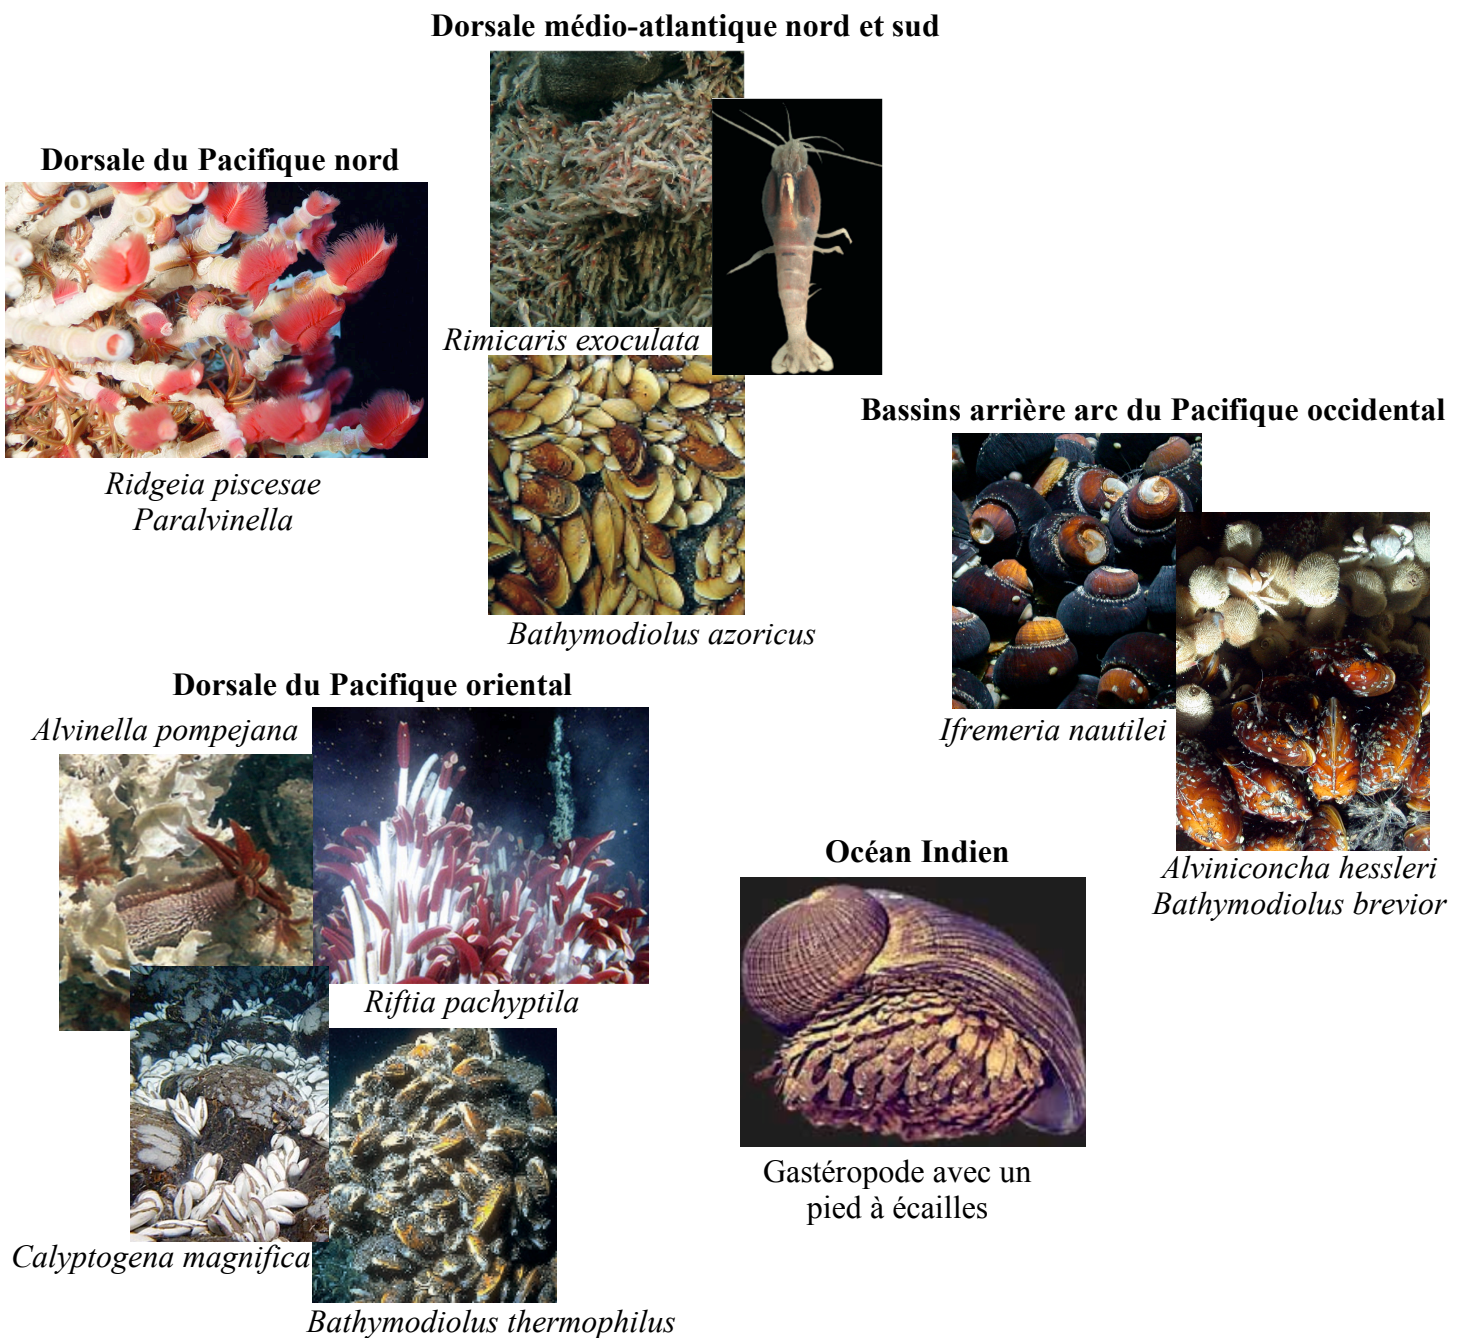 Dorsale médio-atlantique nord et sud
Dorsale du Pacifique nord
Rimicaris exoculata
Bassins arrière arc du Pacifique occidental
Ridgeia piscesae
Paralvinella
Bathymodiolus azoricus
Dorsale du Pacifique oriental
Alvinella pompejana
Ifremeria nautilei
Océan Indien
Alviniconcha hessleri
Bathymodiolus brevior
Riftia pachyptila
Gastéropode avec un
pied à écailles
Calyptogena magnifica
Bathymodiolus thermophilus